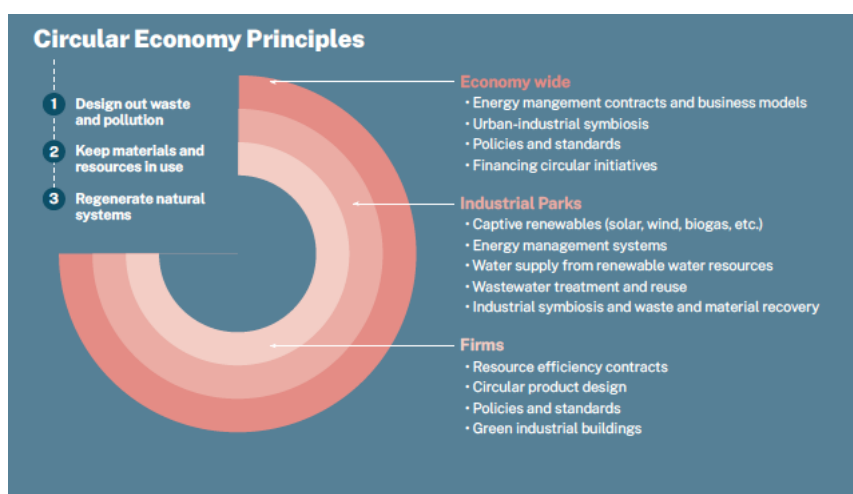 Circular Economy Principles
1 Design out waste
and pollution
2 Keep materials and
resources in use
3 Regenerate natural
systems
Economy wide
• Energy mangement contracts and business models
• Urban-industrial symbiosis
• Policies and standards
• Financing circular initiatives
Industrial Parks
• Captive renewables (solar, wind, biogas, etc.)
• Energy management systems
• Water supply from renewable water resources
• Wastewater treatment and reuse
• Industrial symbiosis and waste and material recovery
Firms
• Resource efficiency contracts
• Circular product design
• Policies and standards
• Green industrial buildings